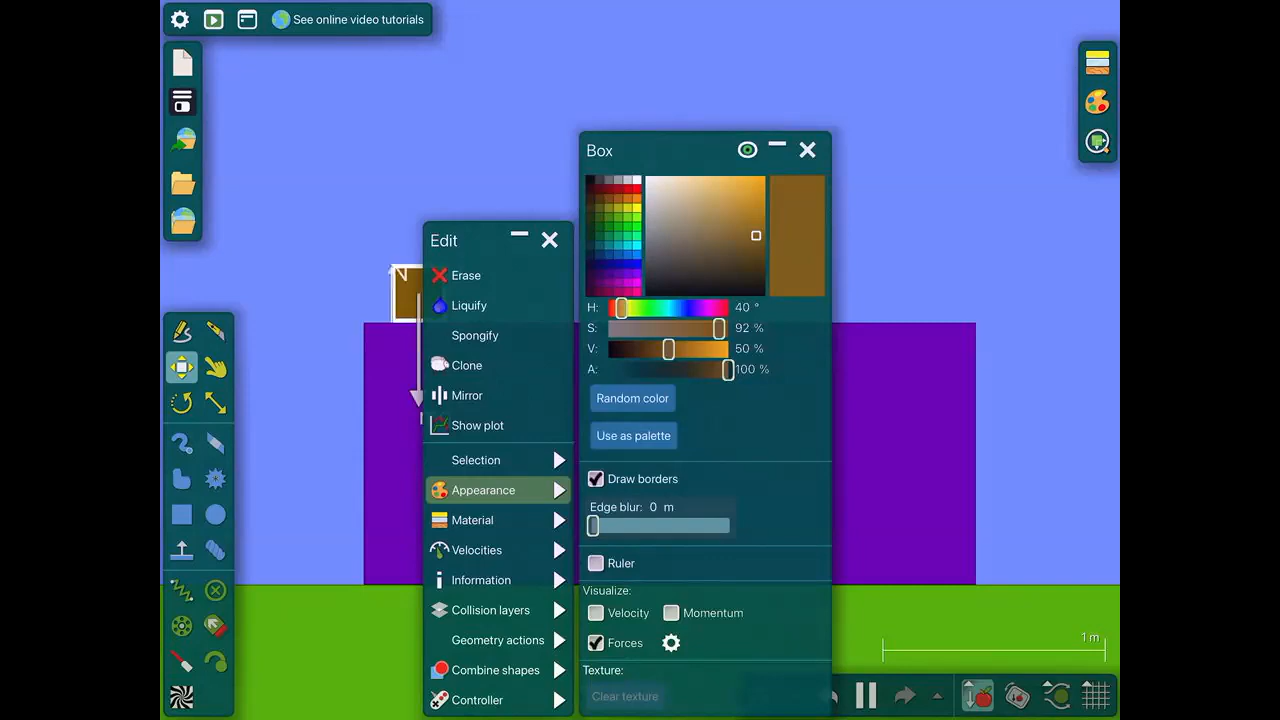 See online video tutorials
Box
Edit
Erase
Liquify
Spongify
Clone
Mirror
Show plot
Selection
Appearance
Material
Velocities
Information
Collision layers
Geometry actions
Combine shapes
Controller
H: 40 °
S: 92 %
V: 50 %
A: 100 %
Random color
Use as palette
Draw borders
Edge blur: 0 m
Ruler
Visualize:
Velocity Momentum
Forces
Texture:
Clear texture
N
1 m